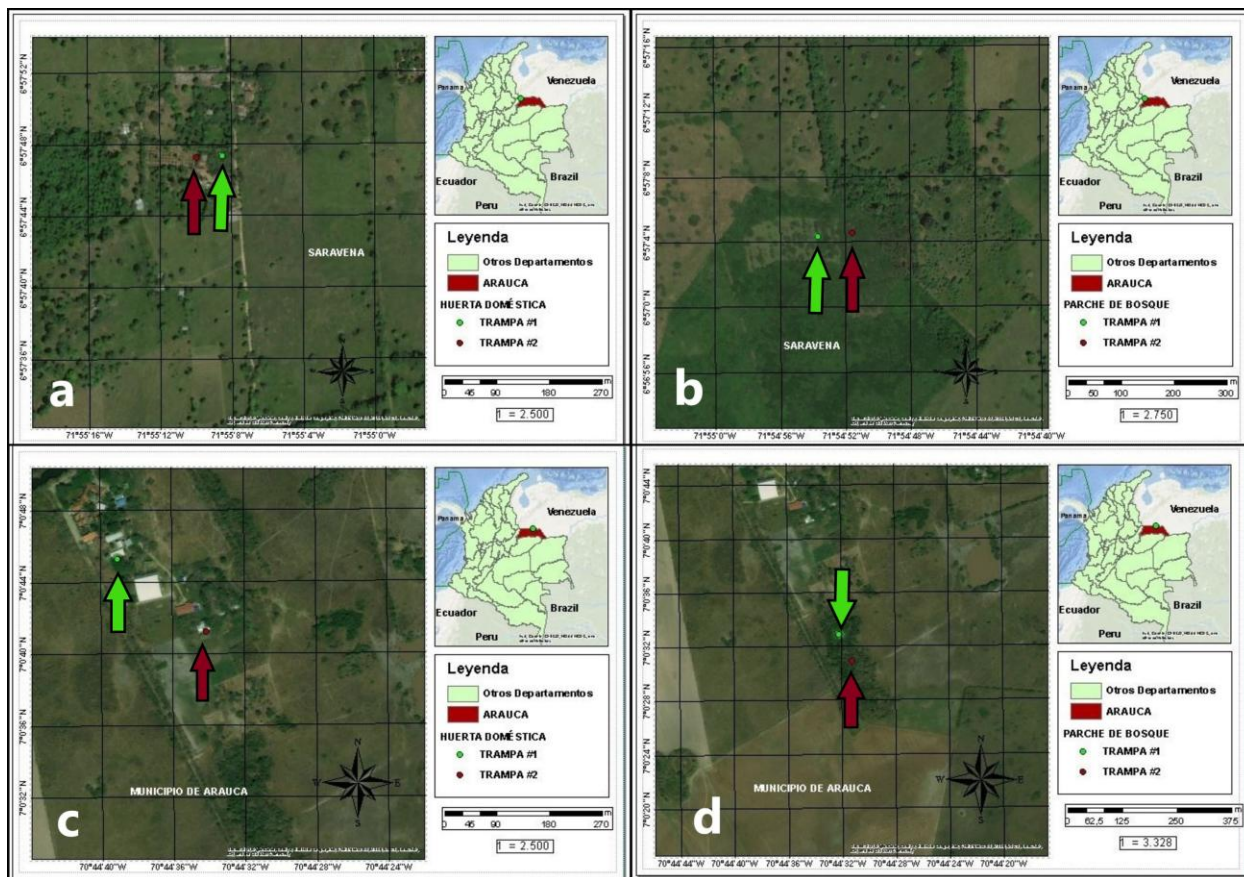 6°57'52"N
6°57'48"N
6°57'44"N
6°57'40"N
6°57'36"N
SARAVENA
a
71°55'16"W 71°55'12"W 71°55'8"W 71°55'4"W 71°55'0"W
Panama
Venezuela
Ecuador
Brazil
Peru
Leyenda
Otros Departamentos
ARAUCA
HUERTA DOMÉSTICA
TRAMPA #1
TRAMPA #2
0 45 90 180 270 m
1 = 2.500
6°57'16"N
6°57'12"N
6°57'8"N
6°57'4"N
6°57'0"N
6°56'56"N
SARAVENA
b
71°55'0"W 71°54'56"W 71°54'52"W 71°54'48"W 71°54'44"W 71°54'40"W
Panama
Venezuela
Ecuador
Brazil
Peru
Leyenda
Otros Departamentos
ARAUCA
PARCHE DE BOSQUE
TRAMPA #1
TRAMPA #2
0 50 100 200 300 m
1 = 2.750
7°0'48"N
7°0'44"N
7°0'40"N
7°0'36"N
7°0'32"N
MUNICIPIO DE ARAUCA
N
W E
S
c
70°44'40"W 70°44'36"W 70°44'32"W 70°44'28"W 70°44'24"W
Panama
Venezuela
Ecuador
Brazil
Peru
Leyenda
Otros Departamentos
ARAUCA
HUERTA DOMÉSTICA
TRAMPA #1
TRAMPA #2
0 45 90 180 270 m
1 = 2.500
7°0'44"N
7°0'40"N
7°0'36"N
7°0'32"N
7°0'28"N
7°0'24"N
7°0'20"N
MUNICIPIO DE ARAUCA
N
W E
S
d
70°44'44"W 70°44'40"W 70°44'36"W 70°44'32"W 70°44'28"W 70°44'24"W 70°44'20"W
Panama
Venezuela
Ecuador
Brazil
Peru
Leyenda
Otros Departamentos
ARAUCA
PARCHE DE BOSQUE
TRAMPA #1
TRAMPA #2
0 62,5 125 250 375 m
1 = 3.328